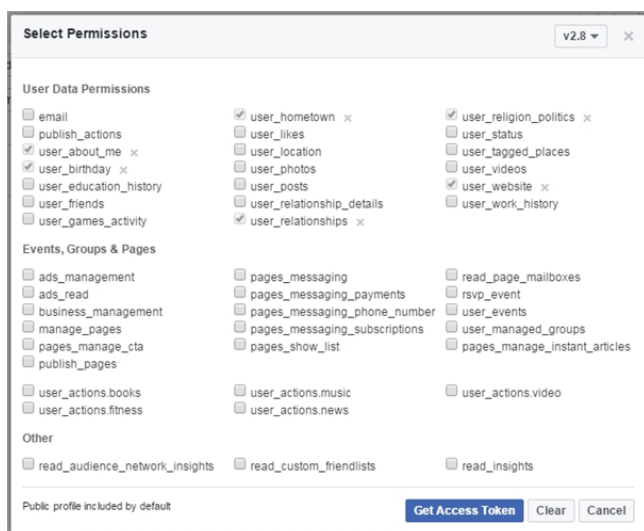 Select Permissions
v2.8
User Data Permissions
email
user_hometown
user_religion_politics
publish_actions
user_likes
user_status
user_about_me
user_location
user_tagged_places
user_birthday
user_photos
user_videos
user_education_history
user_posts
user_website
user_friends
user_relationship_details
user_work_history
user_games_activity
user_relationships
Events, Groups & Pages
ads_management
pages_messaging
read_page_mailboxes
ads_read
pages_messaging_payments
rsvp_event
business_management
pages_messaging_phone_number
user_events
manage_pages
pages_messaging_subscriptions
user_managed_groups
pages_manage_cta
pages_show_list
pages_manage_instant_articles
publish_pages
user_actions.books
user_actions.music
user_actions.video
user_actions.fitness
user_actions.news
Other
read_audience_network_insights
read_custom_friendlists
read_insights
Public profile included by default
Get Access Token
Clear
Cancel